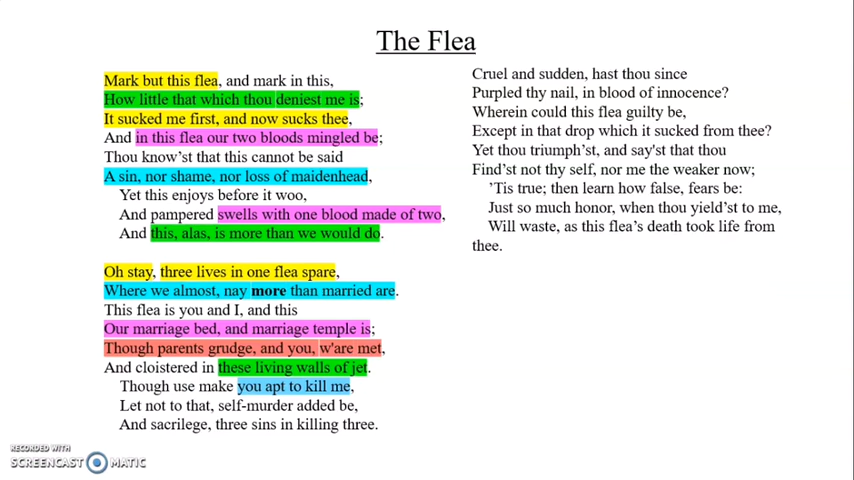 The Flea
Mark but this flea, and mark in this,
How little that which thou deniest me is;
It sucked me first, and now sucks thee,
And in this flea our two bloods mingled be;
Thou know’st that this cannot be said
A sin, nor shame, nor loss of maidenhead,
Yet this enjoys before it woo,
And pampered swells with one blood made of two,
And this, alas, is more than we would do.
Oh stay, three lives in one flea spare,
Where we almost, nay more than married are.
This flea is you and I, and this
Our marriage bed, and marriage temple is;
Though parents grudge, and you, w'are met,
And cloistered in these living walls of jet.
Though use make you apt to kill me,
Let not to that, self-murder added be,
And sacrilege, three sins in killing three.
Cruel and sudden, hast thou since
Purpled thy nail, in blood of innocence?
Wherein could this flea guilty be,
Except in that drop which it sucked from thee?
Yet thou triumph’st, and say'st that thou
Find’st not thy self, nor me the weaker now;
’Tis true; then learn how false, fears be:
Just so much honor, when thou yield’st to me,
Will waste, as this flea’s death took life from
thee.
RECORDED WITH
SCREENCAST MATIC